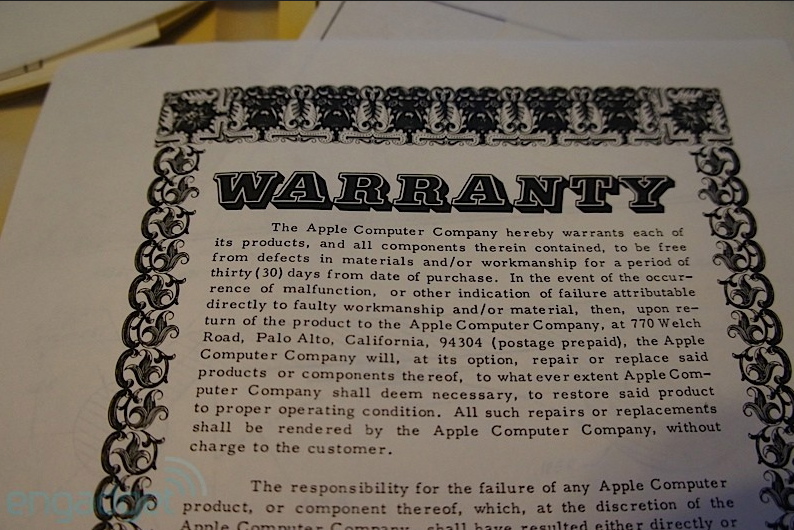 WARRANTY
The Apple Computer Company hereby warrants each of
its products, and all components therein contained, to be free
from defects in materials and/or workmanship for a period of
thirty (30) days from date of purchase. In the event of the occur-
rence of malfunction, or other indication of failure attributable
directly to faulty workmanship and/or material, then, upon re-
turn of the product to the Apple Computer Company, at 770 Welch
Road, Palo Alto, California, 94304 (postage prepaid), the Apple
Computer Company will, at its option, repair or replace said
products or components thereof, to whatever extent Apple Com-
puter Company shall deem necessary, to restore said product
to proper operating condition. All such repairs or replacements
shall be rendered by the Apple Computer Company, without
charge to the customer.
The responsibility for the failure of any Apple Computer
product, or component thereof, which, at the discretion of the
Apple Computer Company, shall have resulted either directly or
engadget